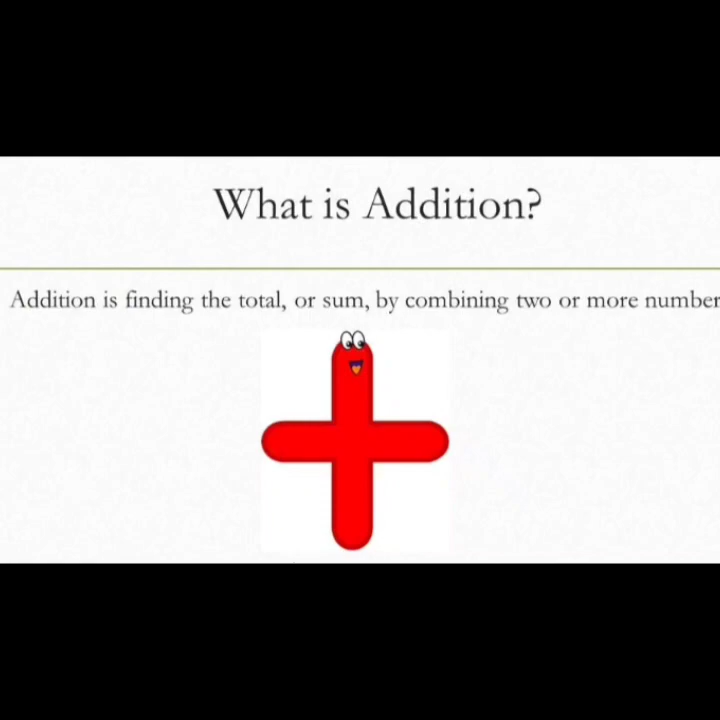 What is Addition?
Addition is finding the total, or sum, by combining two or more number